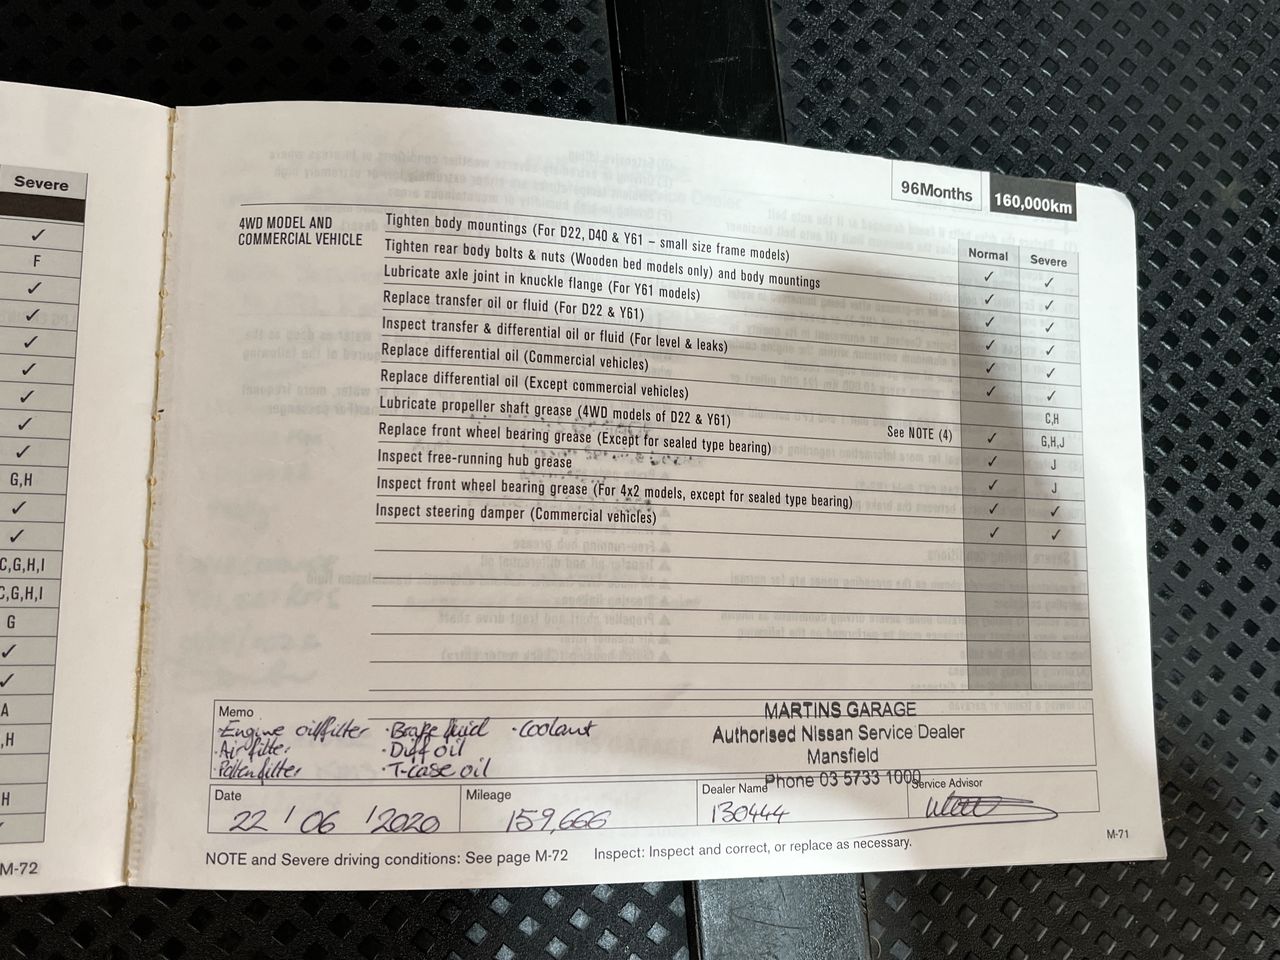 Severe
✓
F
✓
✓
✓
✓
✓
✓
✓
G,H
✓
✓
C,G,H,I
C,G,H,I
G
✓
✓
A
,H
H
M-72
96Months 160,000km
Normal Severe
4WD MODEL AND
COMMERCIAL VEHICLE
Tighten body mountings (For D22, D40 & Y61 – small size frame models) ✓ ✓
Tighten rear body bolts & nuts (Wooden bed models only) and body mountings ✓ ✓
Lubricate axle joint in knuckle flange (For Y61 models) ✓ ✓
Replace transfer oil or fluid (For D22 & Y61) ✓ ✓
Inspect transfer & differential oil or fluid (For level & leaks) ✓ ✓
Replace differential oil (Commercial vehicles) ✓ ✓
Replace differential oil (Except commercial vehicles) C,H
Lubricate propeller shaft grease (4WD models of D22 & Y61) See NOTE (4) ✓ G,H,J
Replace front wheel bearing grease (Except for sealed type bearing) ✓ J
Inspect free-running hub grease ✓ J
Inspect front wheel bearing grease (For 4x2 models, except for sealed type bearing) ✓ ✓
Inspect steering damper (Commercial vehicles) ✓ ✓
Memo
·Engine oil/filter ·Brake fluid ·Coolant
·Air filter ·Diff oil
·Pollen filter ·T-case oil
MARTINS GARAGE
Authorised Nissan Service Dealer
Mansfield
Phone 03 5733 1000
Date Mileage Dealer Name Service Advisor
22 / 06 / 2020 159,666 130444
NOTE and Severe driving conditions: See page M-72 Inspect: Inspect and correct, or replace as necessary.
M-71